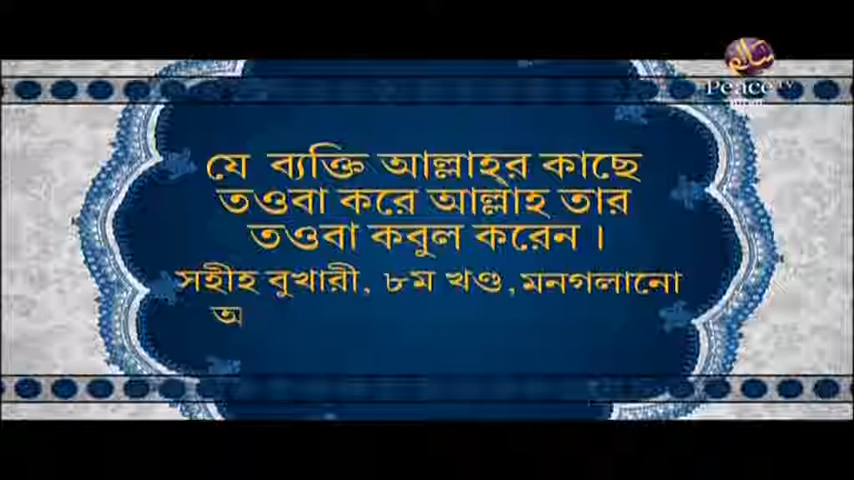 Peace TV
যে ব্যক্তি আল্লাহর কাছে
তওবা করে আল্লাহ তার
তওবা কবুল করেন ।
সহীহ বুখারী, ৮ম খণ্ড,মনগলানো
অ